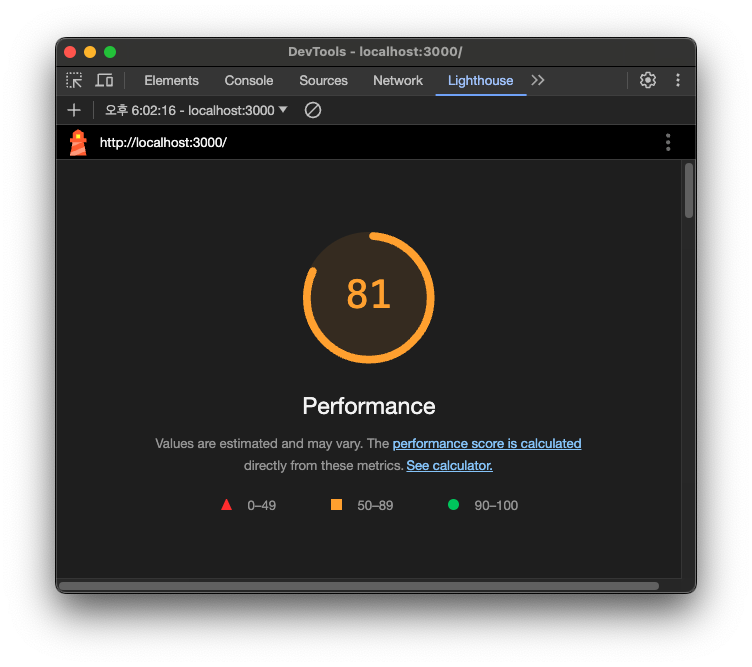 DevTools - localhost:3000/
Elements Console Sources Network Lighthouse
오후 6:02:16 - localhost:3000
http://localhost:3000/
81
Performance
Values are estimated and may vary. The performance score is calculated
directly from these metrics. See calculator.
0–49 50–89 90–100